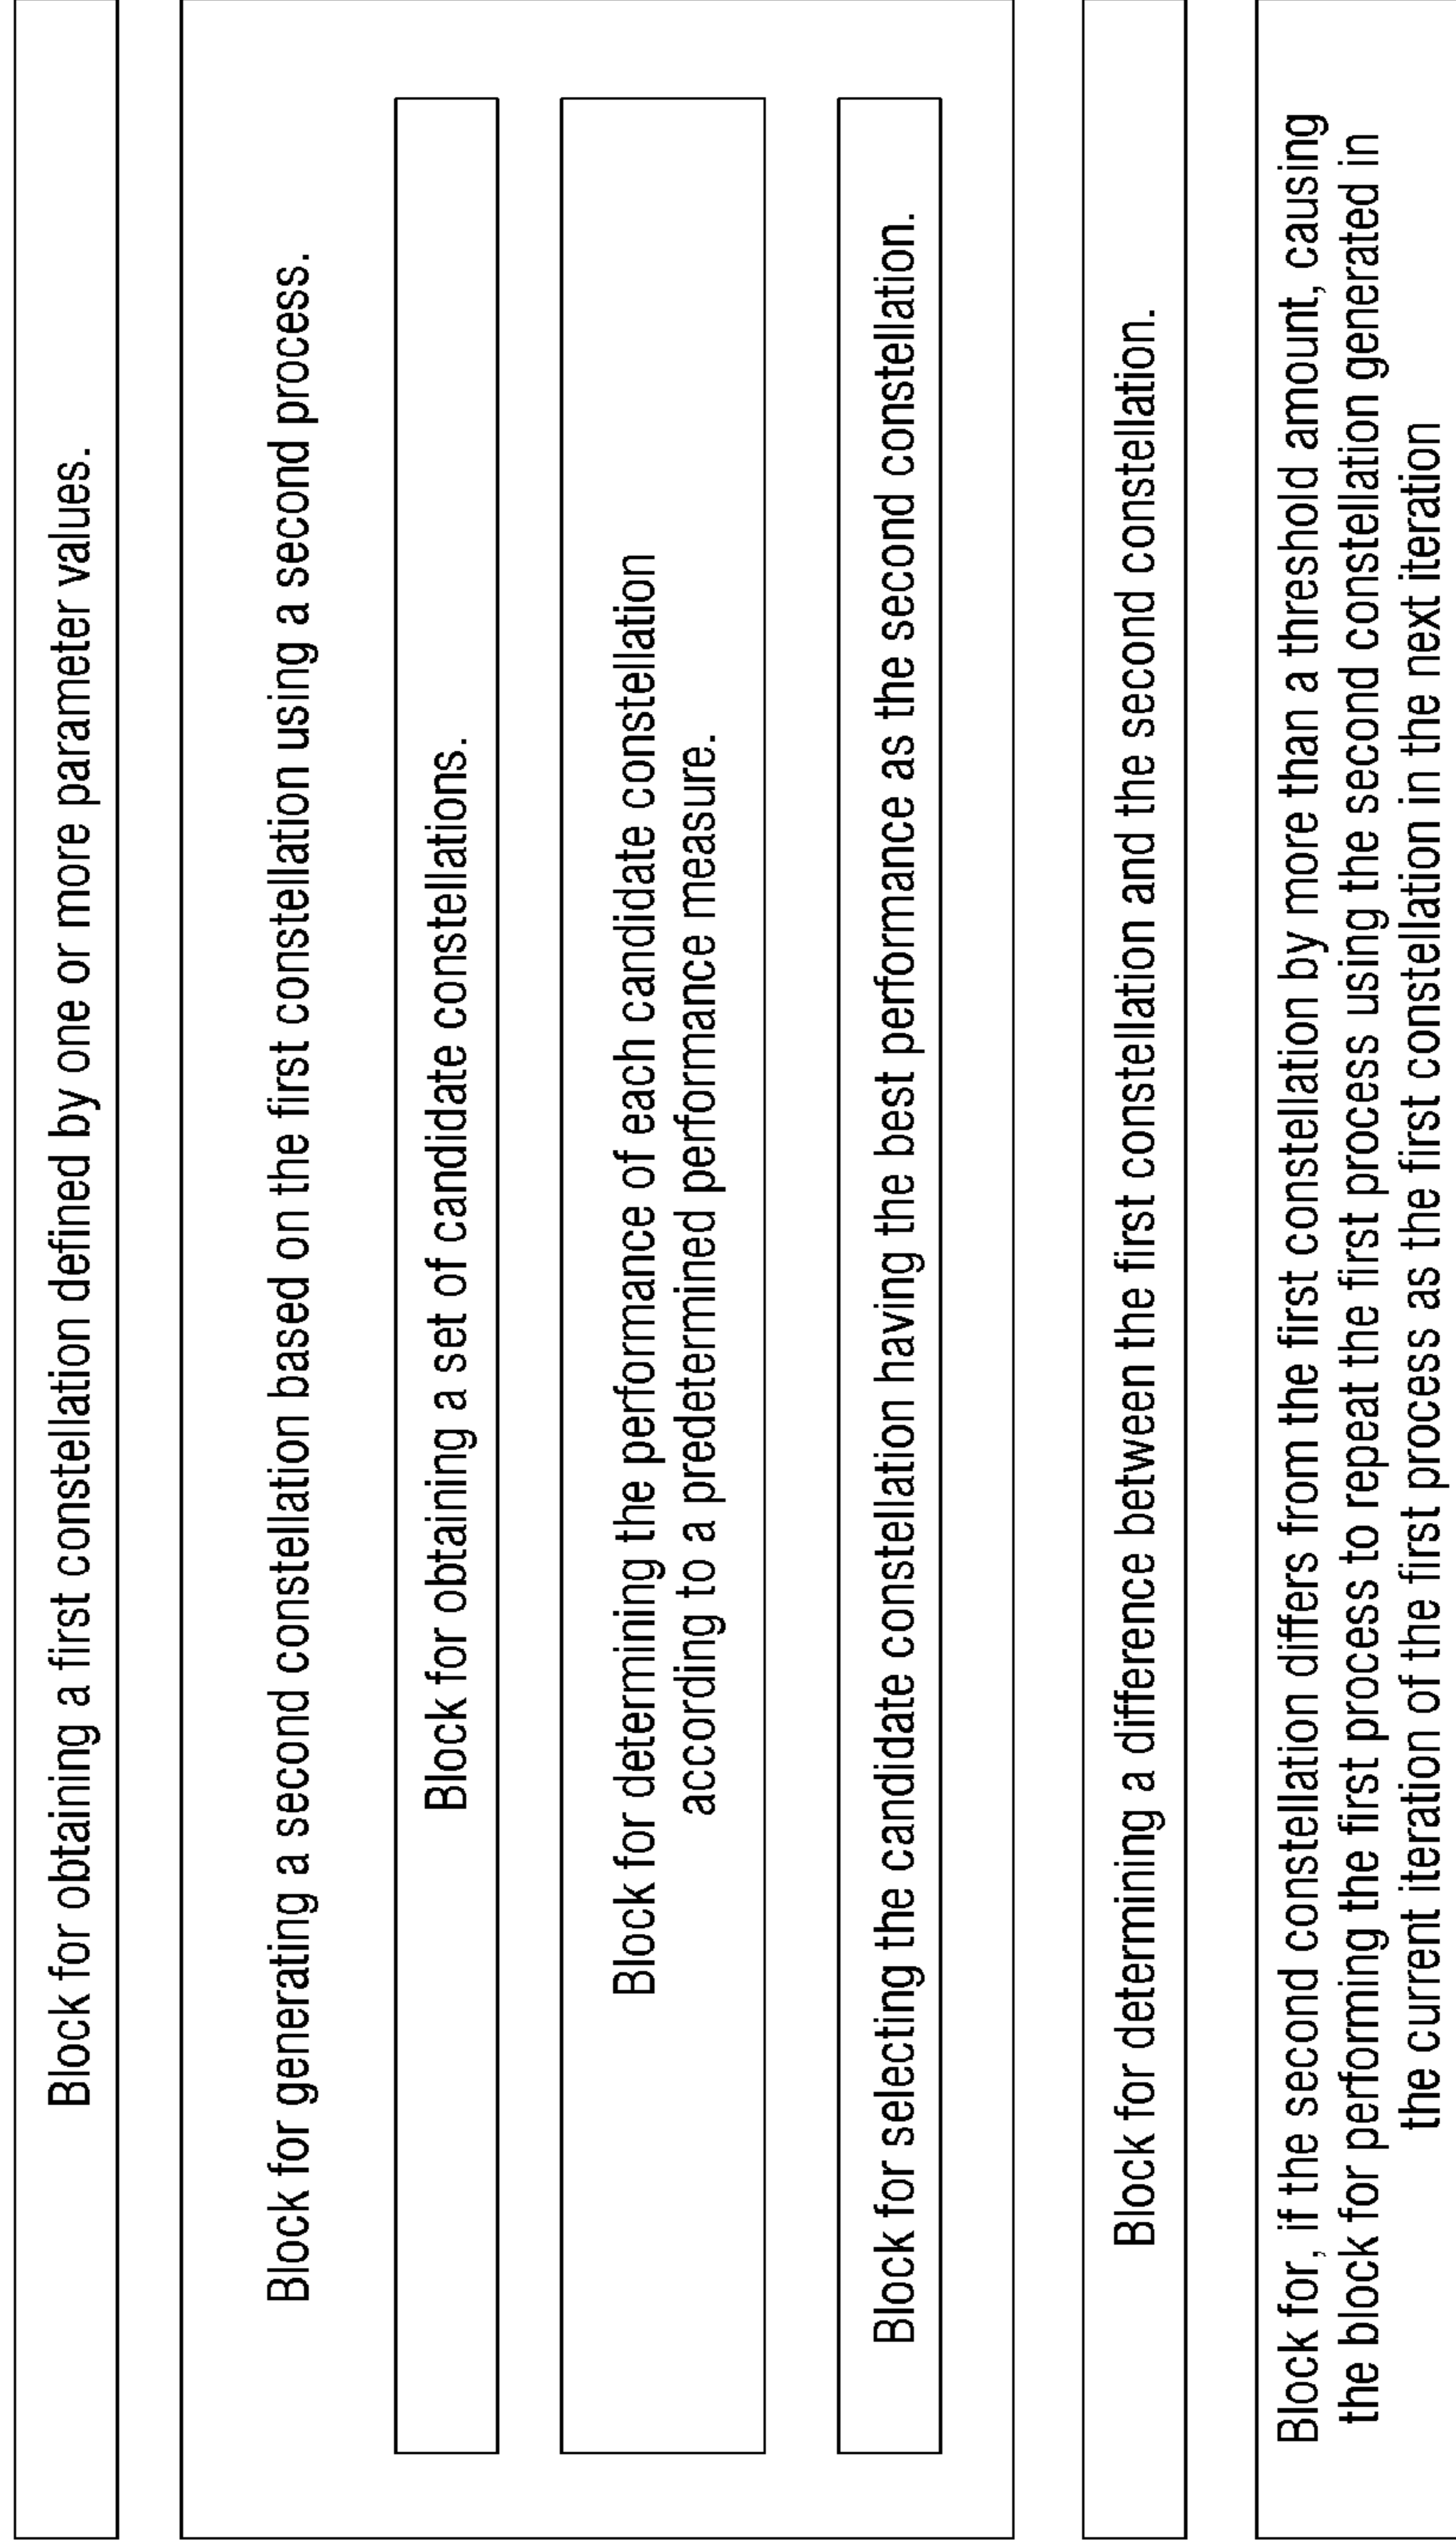 Block for obtaining a first constellation defined by one or more parameter values.
Block for generating a second constellation based on the first constellation using a second process.
Block for obtaining a set of candidate constellations.
Block for determining the performance of each candidate constellation
according to a predetermined performance measure.
Block for selecting the candidate constellation having the best performance as the second constellation.
Block for determining a difference between the first constellation and the second constellation.
Block for, if the second constellation differs from the first constellation by more than a threshold amount, causing
the block for performing the first process to repeat the first process using the second constellation generated in
the current iteration of the first process as the first constellation in the next iteration